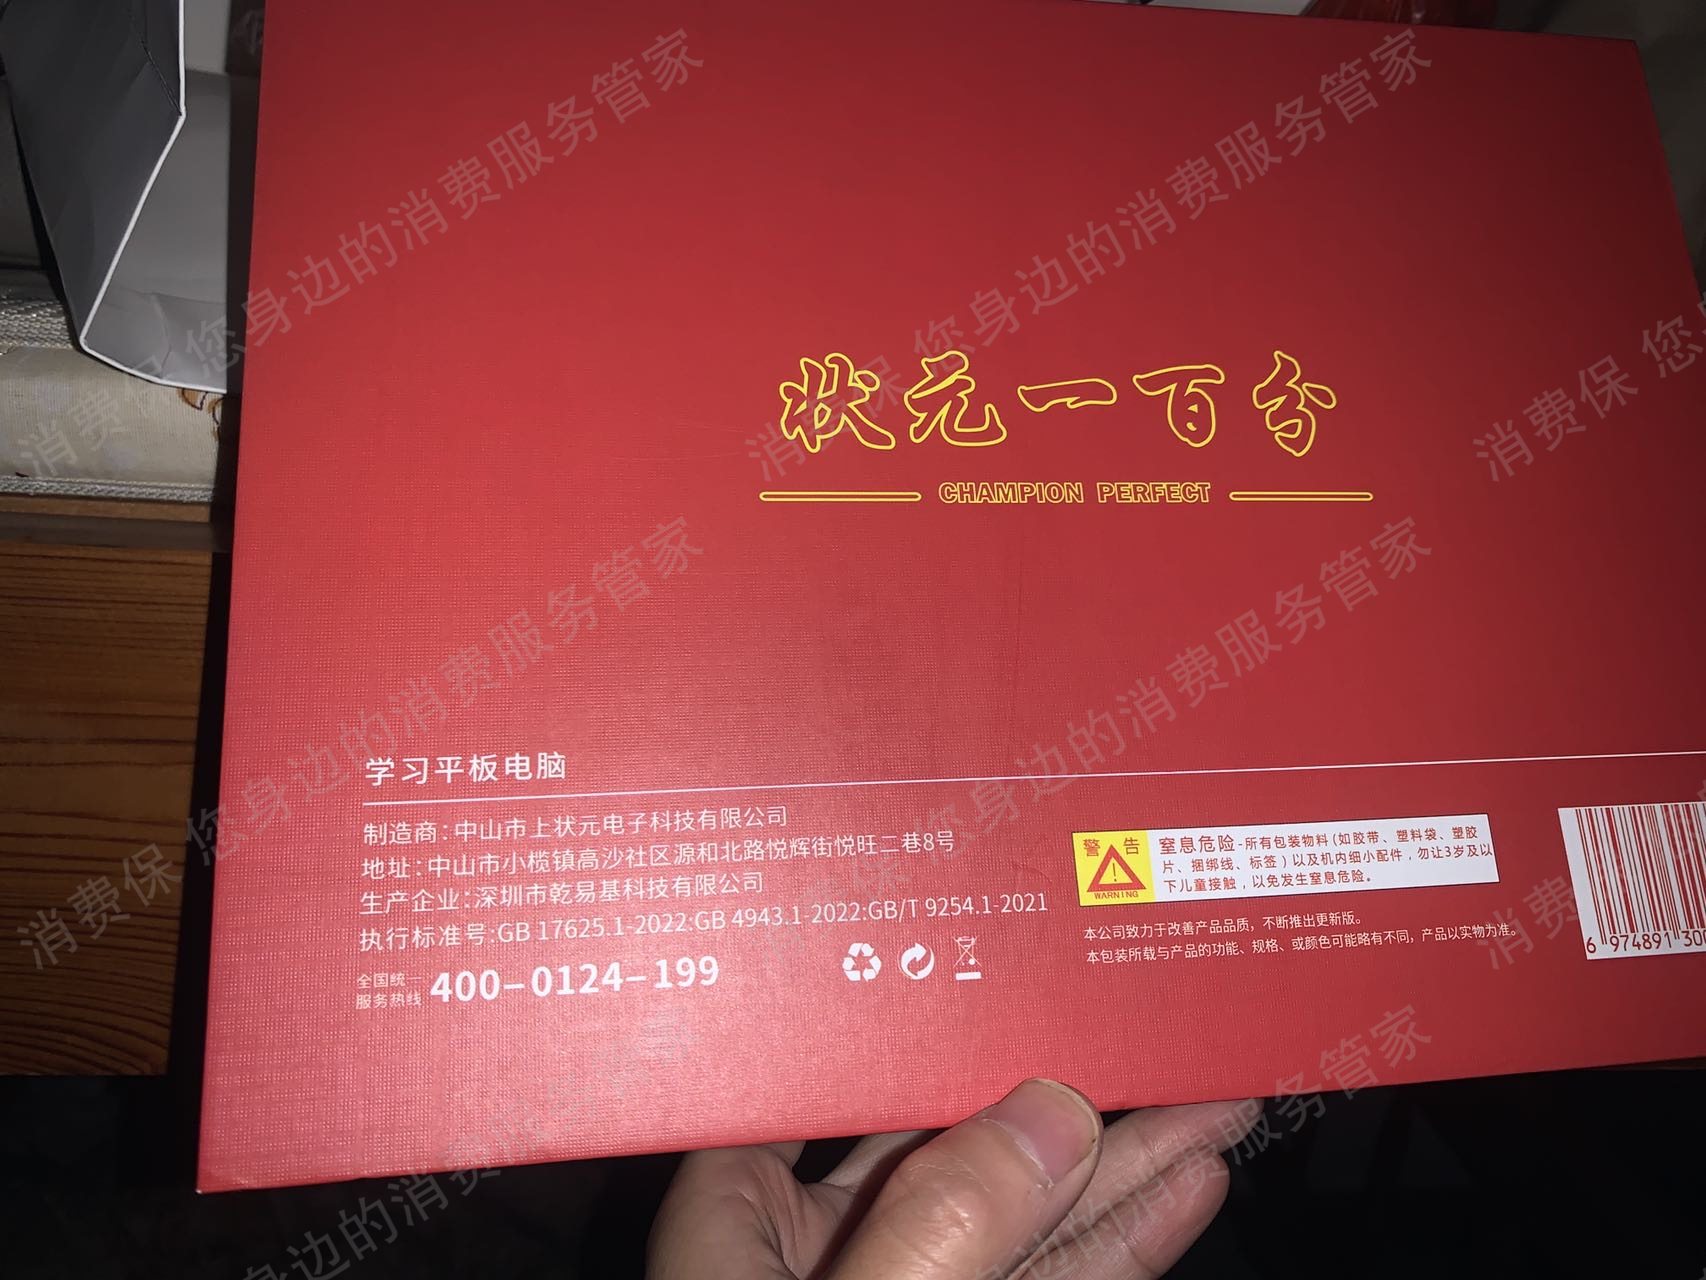 状元一百分
CHAMPION PERFECT
学习平板电脑
制造商:中山市上状元电子科技有限公司
地址:中山市小榄镇高沙社区源和北路悦辉街悦旺二巷8号
生产企业:深圳市乾易基科技有限公司
执行标准号:GB 17625.1-2022:GB 4943.1-2022:GB/T 9254.1-2021
全国统一
服务热线 400-0124-199
警告
WARNING
窒息危险-所有包装物料(如胶带、塑料袋、塑胶
片、捆绑线、标签)以及机内细小配件,勿让3岁及以
下儿童接触,以免发生窒息危险。
本公司致力于改善产品品质,不断推出更新版。
本包装所载与产品的功能、规格、或颜色可能略有不同,产品以实物为准。
6 974891 300
消费保 您身边的消费服务管家